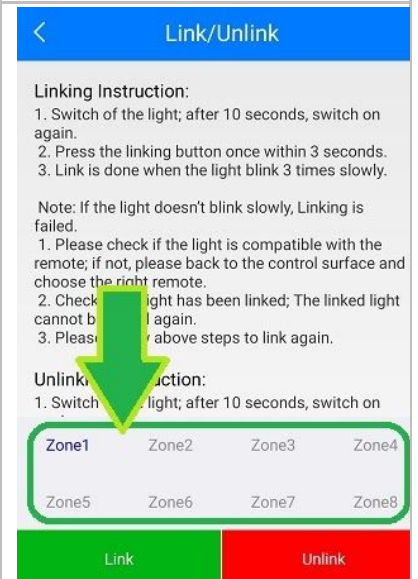 Link/Unlink
Linking Instruction:
1. Switch of the light; after 10 seconds, switch on
again.
2. Press the linking button once within 3 seconds.
3. Link is done when the light blink 3 times slowly.
Note: If the light doesn't blink slowly, Linking is
failed.
1. Please check if the light is compatible with the
remote; if not, please back to the control surface and
choose the right remote.
2. Check ight has been linked; The linked light
cannot b again.
3. Pleas above steps to link again.
Unlinki uction:
1. Switch light; after 10 seconds, switch on
Zone1 Zone2 Zone3 Zone4
Zone5 Zone6 Zone7 Zone8
Link Unlink